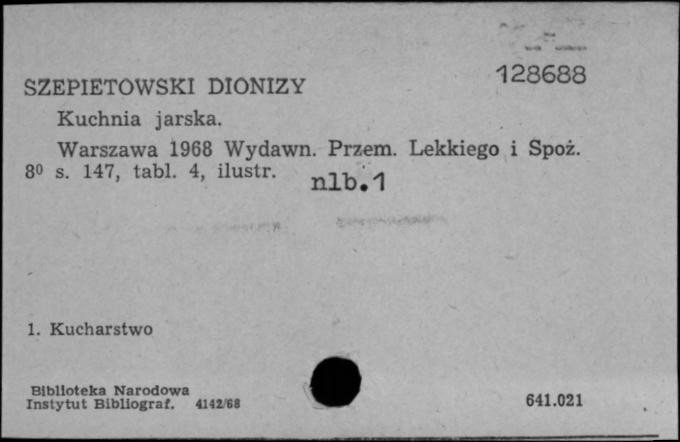 128688
SZEPIETOWSKI DIONIZY
Kuchnia jarska.
Warszawa 1968 Wydawn. Przem. Lekkiego i Spoż.
8⁰ s. 147, tabl. 4, ilustr. nlb.1
1. Kucharstwo
Biblioteka Narodowa
Instytut Bibliograf. 4142/68
641.021